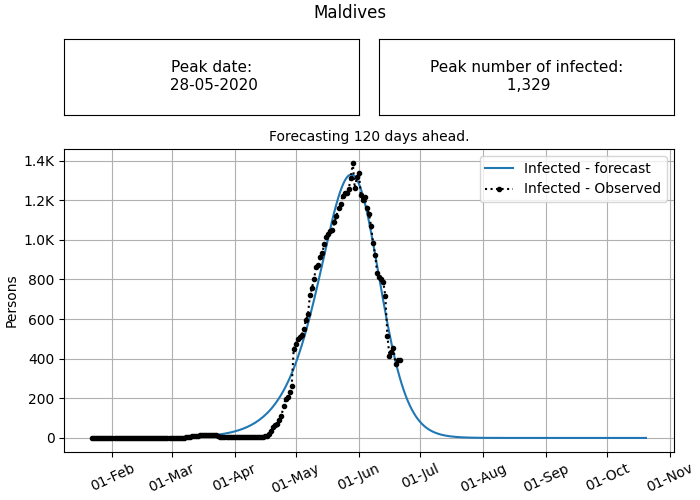 Maldives
Peak date:
28-05-2020
Peak number of infected:
1,329
Forecasting 120 days ahead.
Infected - forecast
Infected - Observed
Persons
1.4K
1.2K
1.0K
800
600
400
200
0
01-Feb
01-Mar
01-Apr
01-May
01-Jun
01-Jul
01-Aug
01-Sep
01-Oct
01-Nov